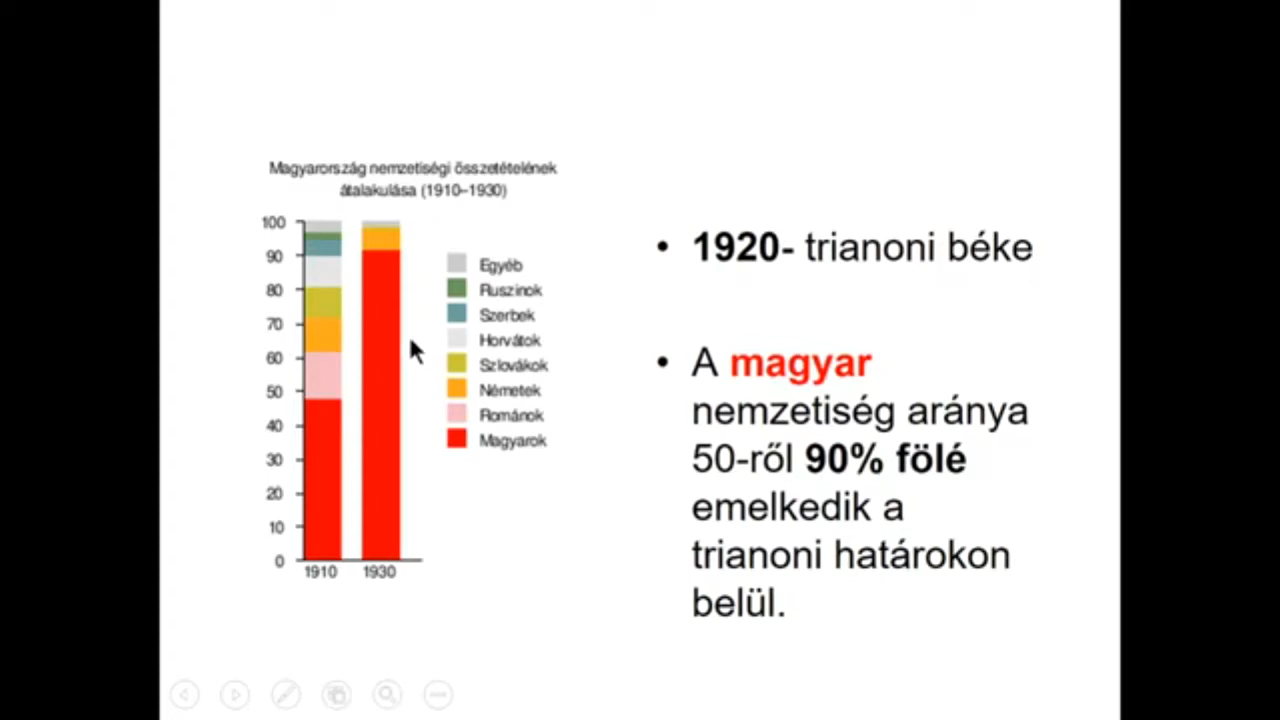 Magyarország nemzetiségi összetételének
átalakulása (1910–1930)
100
90
80
70
60
50
40
30
20
10
0
1910 1930
Egyéb
Ruszinok
Szerbek
Horvátok
Szlovákok
Németek
Románok
Magyarok
• 1920- trianoni béke
• A magyar
nemzetiség aránya
50-ről 90% fölé
emelkedik a
trianoni határokon
belül.